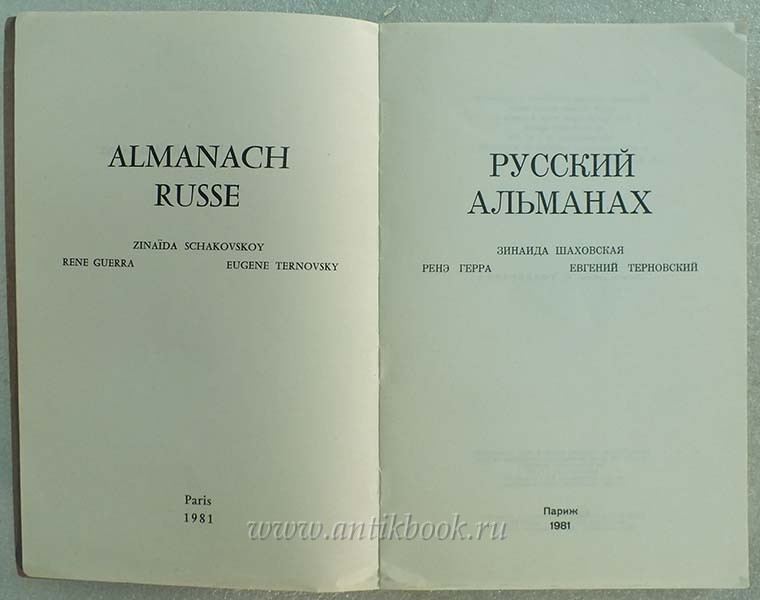 ALMANACH
RUSSE
ZINAÏDA SCHAKOVSKOY
RENE GUERRA EUGENE TERNOVSKY
Paris
1981
РУССКИЙ
АЛЬМАНАХ
ЗИНАИДА ШАХОВСКАЯ
РЕНЭ ГЕРРА ЕВГЕНИЙ ТЕРНОВСКИЙ
Париж
1981
www.antikbook.ru